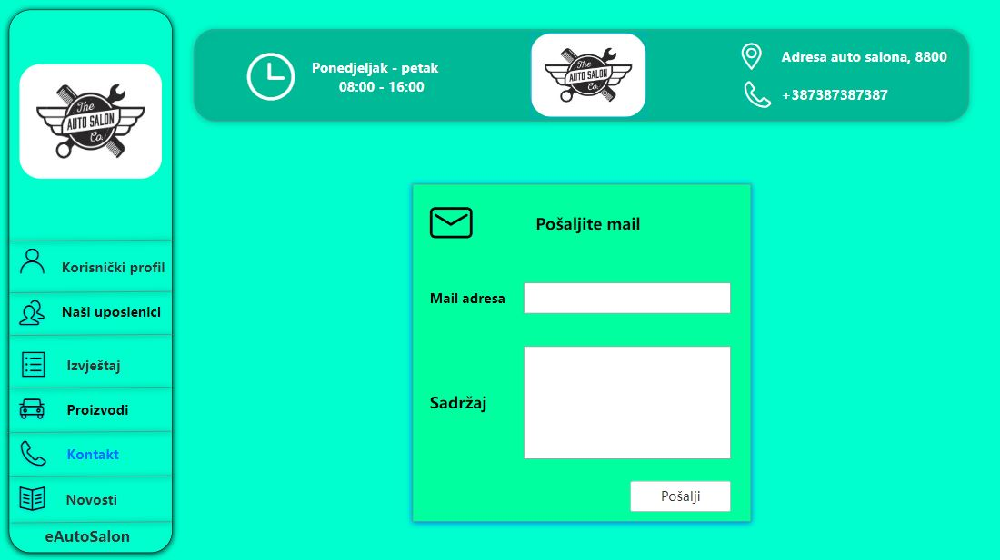 The
AUTO SALON
Co.
Korisnički profil
Naši uposlenici
Izvještaj
Proizvodi
Kontakt
Novosti
eAutoSalon
Ponedjeljak - petak
08:00 - 16:00
The
AUTO SALON
Co.
Adresa auto salona, 8800
+387387387387
Pošaljite mail
Mail adresa
Sadržaj
Pošalji